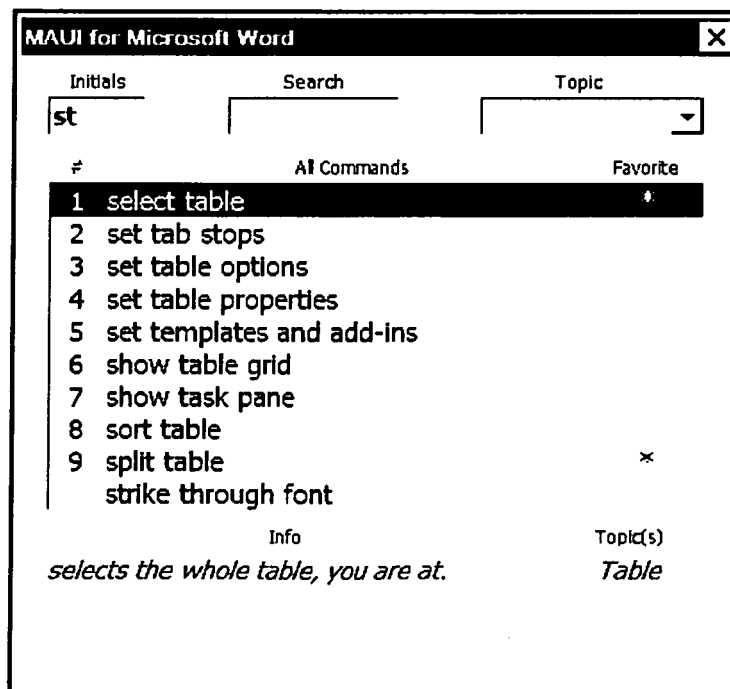 MAUI for Microsoft Word
Initials Search Topic
st
# All Commands Favorite
1 select table *
2 set tab stops
3 set table options
4 set table properties
5 set templates and add-ins
6 show table grid
7 show task pane
8 sort table
9 split table *
strike through font
Info Topic(s)
selects the whole table, you are at. Table